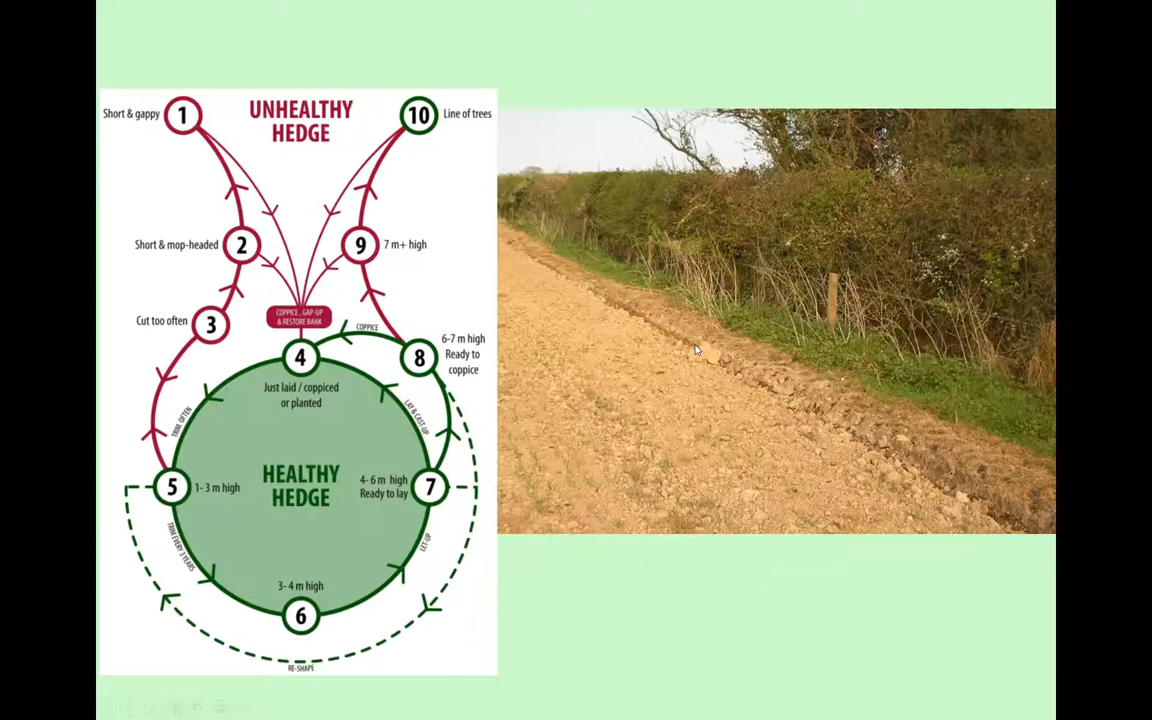 UNHEALTHY
HEDGE
1
Short & gappy
10
Line of trees
2
Short & mop-headed
9
7 m+ high
3
Cut too often
COPPICE, GAP-UP
& RESTORE BANK
COPPICE
4
Just laid / coppiced
or planted
8
6-7 m high
Ready to
coppice
TRIM OFTEN
LAY & CAST-UP
HEALTHY
HEDGE
5
1- 3 m high
7
4- 6 m high
Ready to lay
TRIM EVERY 3 YEARS
LET-UP
3- 4 m high
6
RE-SHAPE